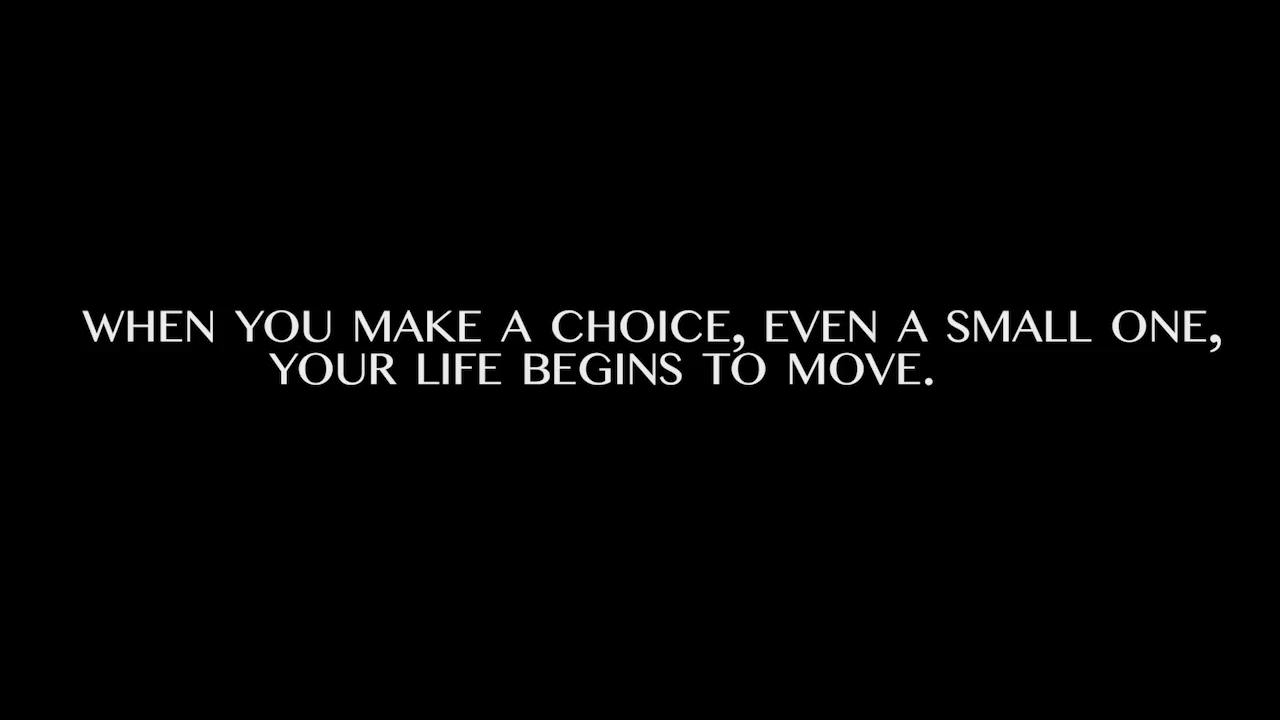 WHEN YOU MAKE A CHOICE, EVEN A SMALL ONE,
YOUR LIFE BEGINS TO MOVE.